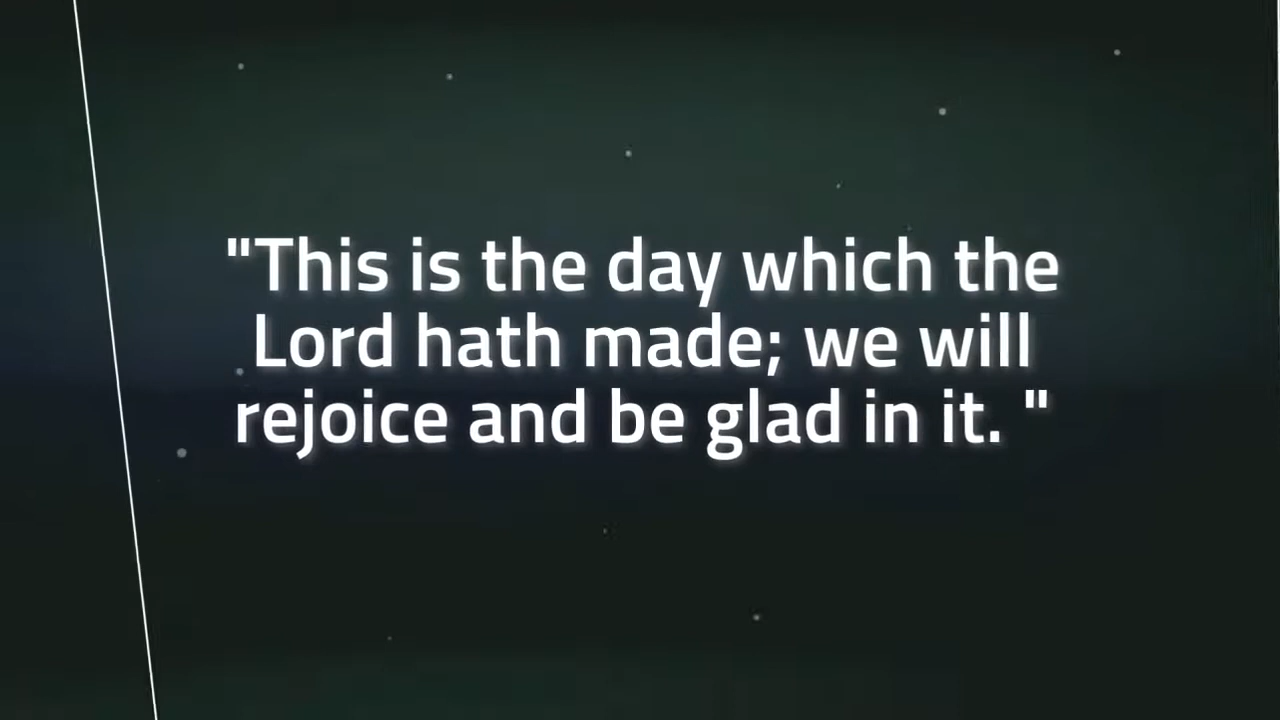 "This is the day which the
Lord hath made; we will
rejoice and be glad in it. "